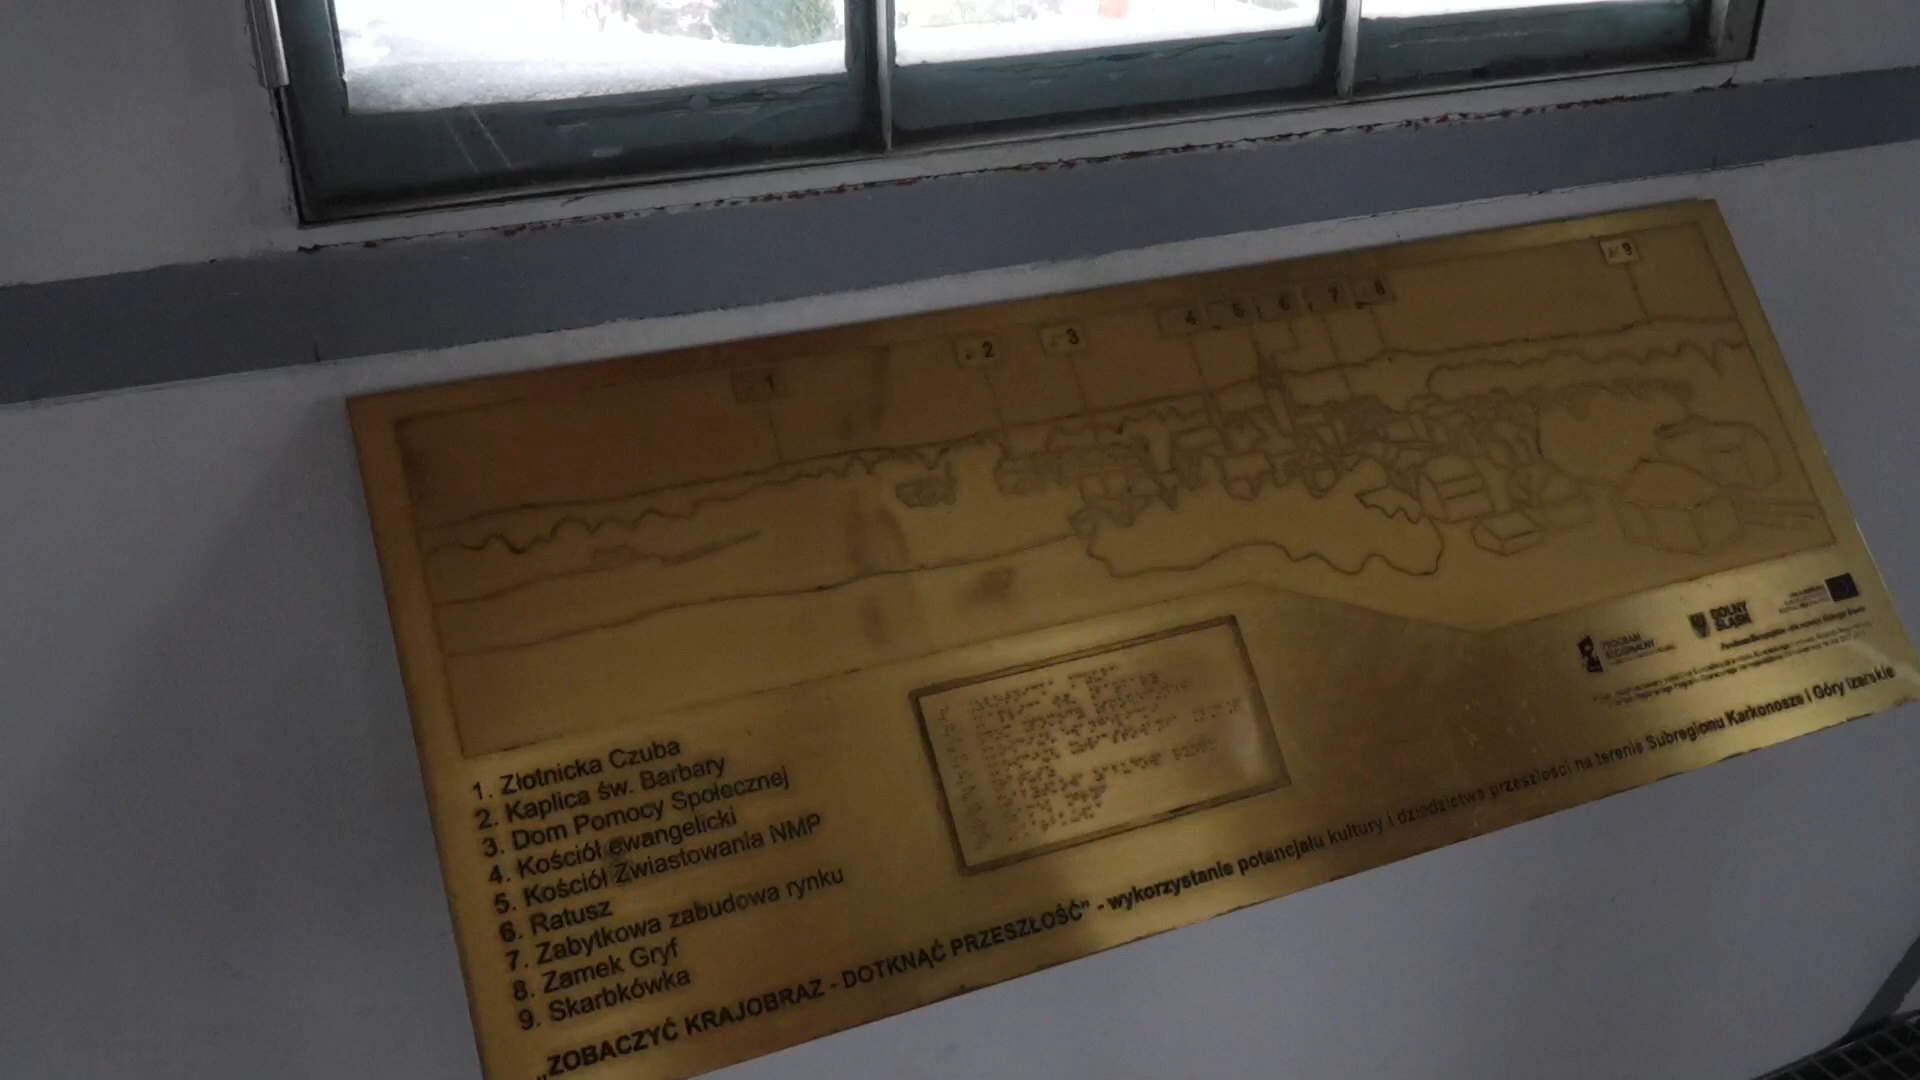 1
2
3
4
5
6
7
8
9
PROGRAM
REGIONALNY
DOLNY
ŚLĄSK
1. Złotnicka Czuba
2. Kaplica św. Barbary
3. Dom Pomocy Społecznej
4. Kościół ewangelicki
5. Kościół Zwiastowania NMP
6. Ratusz
7. Zabytkowa zabudowa rynku
8. Zamek Gryf
9. Skarbkówka
„ZOBACZYĆ KRAJOBRAZ - DOTKNĄĆ PRZESZŁOŚĆ” - wykorzystanie potencjału kultury i dziedzictwa przeszłości na terenie Subregionu Karkonosze i Góry Izerskie